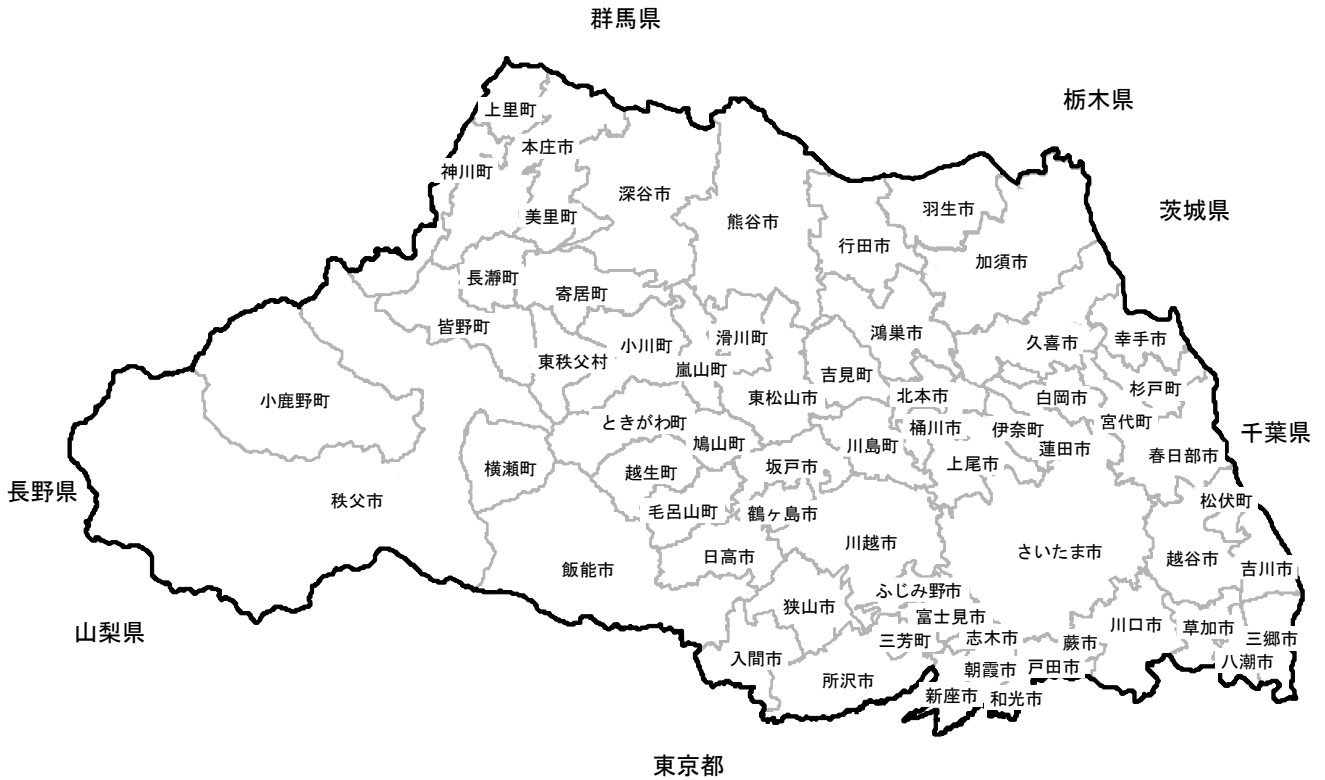 群馬県
栃木県
上里町
本庄市
神川町
深谷市
美里町
熊谷市
羽生市
茨城県
行田市
加須市
長瀞町
寄居町
皆野町
小川町
滑川町
鴻巣市
久喜市
幸手市
東秩父村
嵐山町
吉見町
小鹿野町
東松山市
北本市
白岡市
杉戸町
ときがわ町
桶川市
伊奈町
宮代町
千葉県
鳩山町
川島町
蓮田市
横瀬町
越生町
坂戸市
上尾市
春日部市
長野県
秩父市
毛呂山町
鶴ヶ島市
松伏町
飯能市
日高市
川越市
さいたま市
越谷市
吉川市
狭山市
ふじみ野市
富士見市
山梨県
三芳町
志木市
蕨市
川口市
草加市
三郷市
入間市
所沢市
朝霞市
戸田市
八潮市
新座市
和光市
東京都